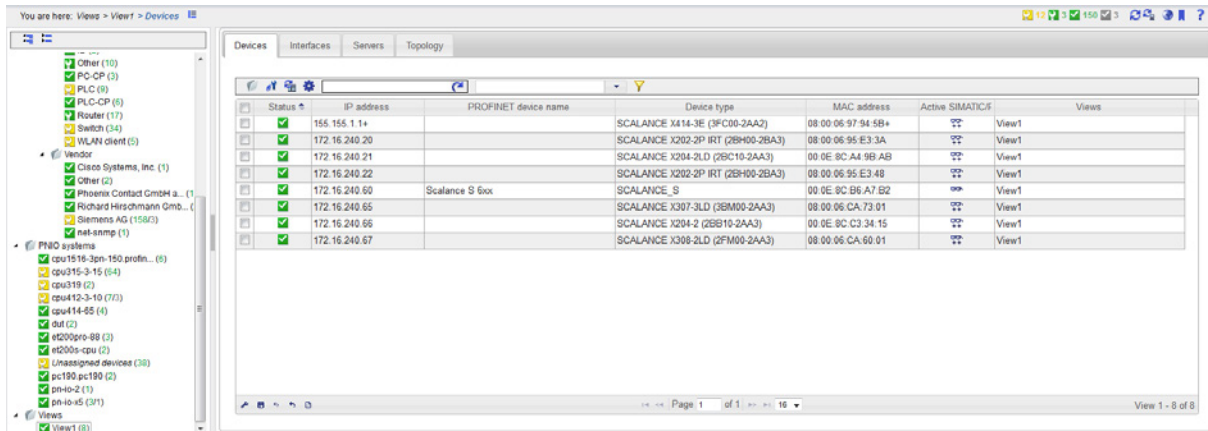 You are here: Views > View1 > Devices
12 3 150 3 ?
Other (10)
PC-CP (3)
PLC (9)
PLC-CP (6)
Router (17)
Switch (34)
WLAN client (5)
Vendor
Cisco Systems, Inc. (1)
Other (2)
Phoenix Contact GmbH a... (1
Richard Hirschmann Gmb... (
Siemens AG (158/3)
net-snmp (1)
PNIO systems
cpu1516-3pn-150.profin... (6)
cpu315-3-15 (64)
cpu319 (2)
cpu412-3-10 (7/3)
cpu414-65 (4)
dut (2)
et200pro-88 (3)
et200s-cpu (2)
Unassigned devices (38)
pc190.pc190 (2)
pn-io-2 (1)
pn-io-x5 (3/1)
Views
View1 (8)
Devices Interfaces Servers Topology
Status IP address PROFINET device name Device type MAC address Active SIMATIC/F Views
155.155.1.1+ SCALANCE X414-3E (3FC00-2AA2) 08:00:06:97:94:5B+ View1
172.16.240.20 SCALANCE X202-2P IRT (2BH00-2BA3) 08:00:06:95:E3:3A View1
172.16.240.21 SCALANCE X204-2LD (2BC10-2AA3) 00:0E:8C:A4:9B:AB View1
172.16.240.22 SCALANCE X202-2P IRT (2BH00-2BA3) 08:00:06:95:E3:48 View1
172.16.240.60 Scalance S 6xx SCALANCE_S 00:0E:8C:B6:A7:B2 View1
172.16.240.65 SCALANCE X307-3LD (3BM00-2AA3) 08:00:06:CA:73:01 View1
172.16.240.66 SCALANCE X204-2 (2BB10-2AA3) 00:0E:8C:C3:34:15 View1
172.16.240.67 SCALANCE X308-2LD (2FM00-2AA3) 08:00:06:CA:60:01 View1
Page 1 of 1 16 View 1 - 8 of 8